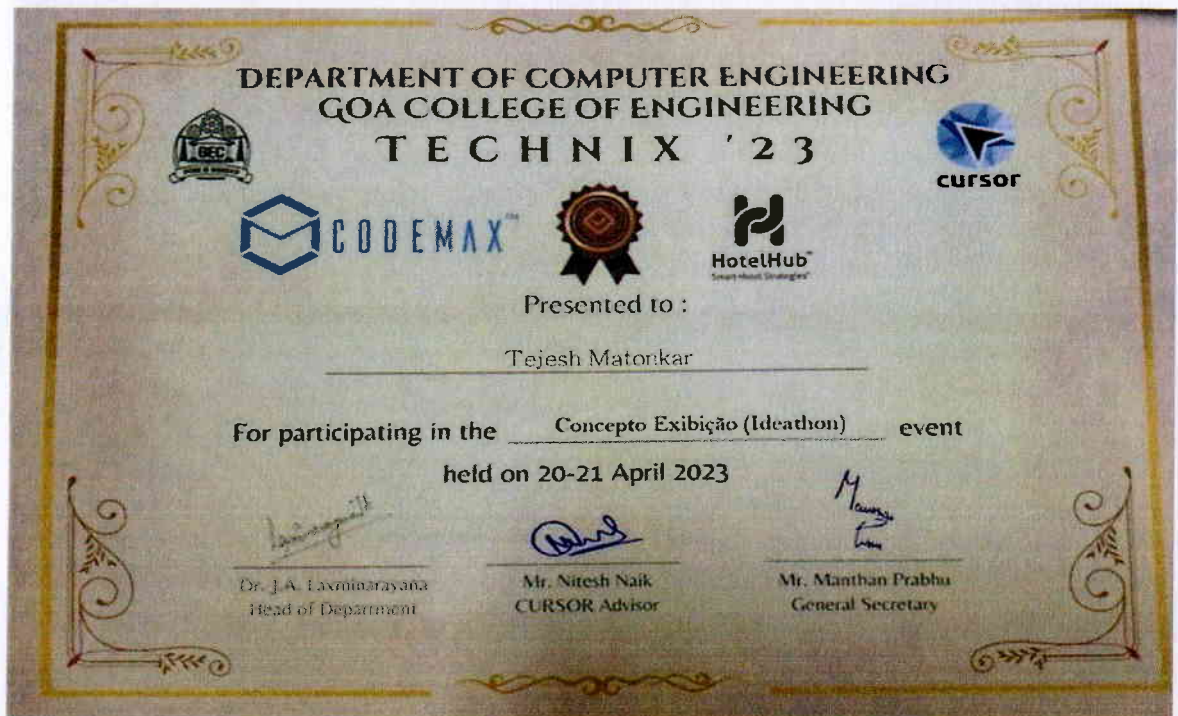 DEPARTMENT OF COMPUTER ENGINEERING
GOA COLLEGE OF ENGINEERING
TECHNIX '23
GEC
cursor
CODEMAX™
HotelHub™
Presented to :
Tejesh Matonkar
For participating in the Concepto Exibição (Ideathon) event
held on 20-21 April 2023
Dr. J.A. Laxminarayana
Head of Department
Mr. Nitesh Naik
CURSOR Advisor
Mr. Manthan Prabhu
General Secretary